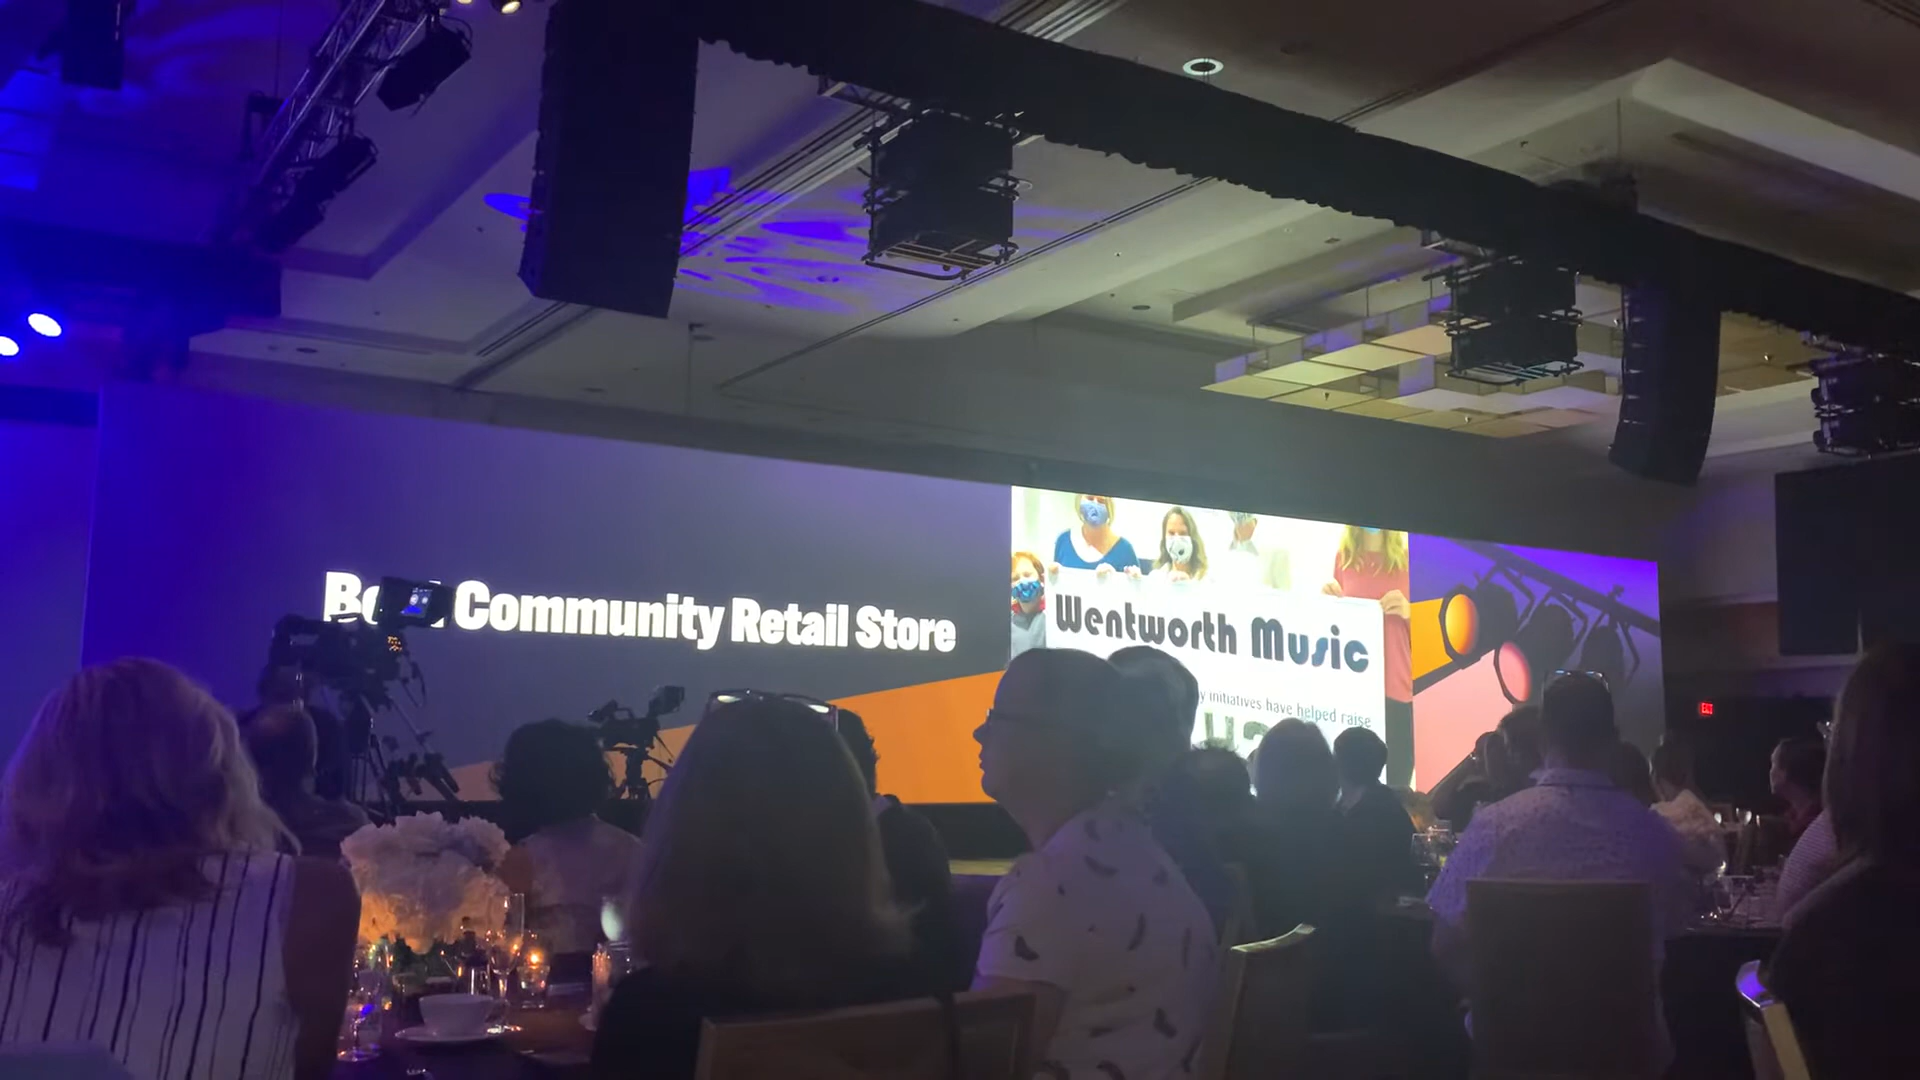 Community Retail Store
Wentworth Music
initiatives have helped raise